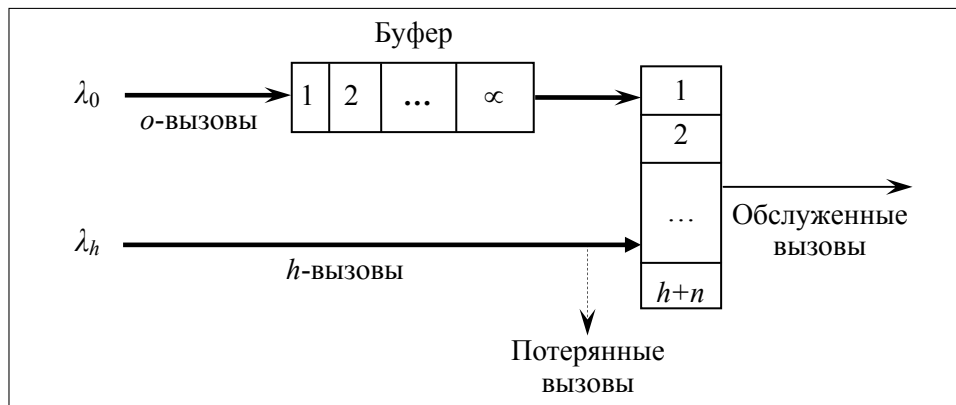 Буфер
λ0
1 2 ... ∝
1
o-вызовы
2
...
Обслуженные
вызовы
λh
h-вызовы
h+n
Потерянные
вызовы